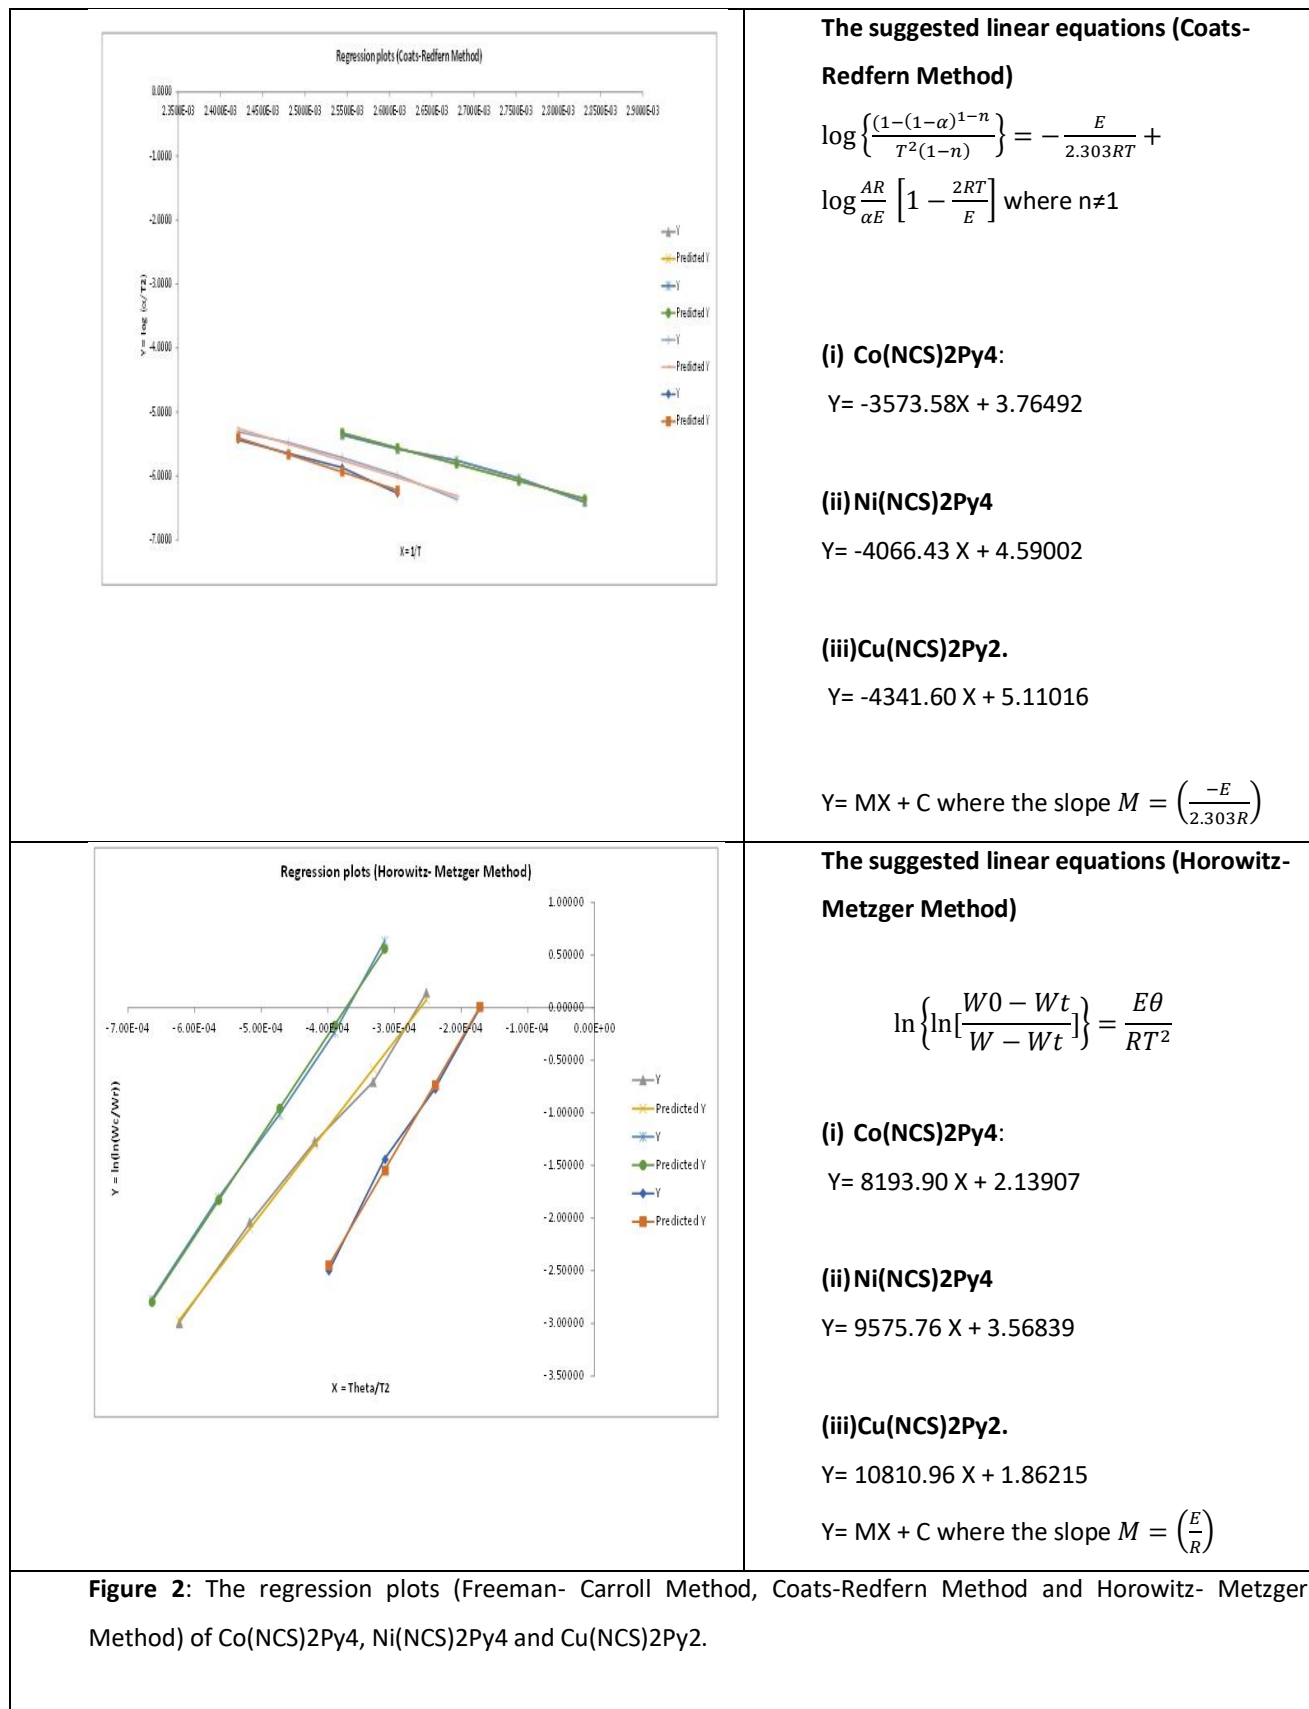 Regression plots (Coats-Redfern Method)
0.0000
2.3500E-03 2.4000E-03 2.4500E-03 2.5000E-03 2.5500E-03 2.6000E-03 2.6500E-03 2.7000E-03 2.7500E-03 2.8000E-03 2.8500E-03 2.9000E-03
-1.0000
-2.0000
-3.0000
-4.0000
-5.0000
-6.0000
-7.0000
Y = log (α/T2)
X = 1/T
Y
Predicted Y
Y
Predicted Y
Y
Predicted Y
Y
Predicted Y
The suggested linear equations (Coats-
Redfern Method)
log {(1−(1−α)^{1−n} / T²(1−n)} = − E/2.303RT +
log AR/αE [1 − 2RT/E] where n≠1
(i) Co(NCS)2Py4:
Y= -3573.58X + 3.76492
(ii) Ni(NCS)2Py4
Y= -4066.43 X + 4.59002
(iii)Cu(NCS)2Py2.
Y= -4341.60 X + 5.11016
Y= MX + C where the slope M = (−E/2.303R)
Regression plots (Horowitz- Metzger Method)
1.00000
0.50000
0.00000
-7.00E-04 -6.00E-04 -5.00E-04 -4.00E-04 -3.00E-04 -2.00E-04 -1.00E-04 0.00E+00
-0.50000
-1.00000
-1.50000
-2.00000
-2.50000
-3.00000
-3.50000
Y = ln(ln(Wc/Wr))
X = Theta/T2
Y
Predicted Y
Y
Predicted Y
Y
Predicted Y
The suggested linear equations (Horowitz-
Metzger Method)
ln {ln[W0 − Wt / W − Wt]} = Eθ/RT²
(i) Co(NCS)2Py4:
Y= 8193.90 X + 2.13907
(ii) Ni(NCS)2Py4
Y= 9575.76 X + 3.56839
(iii)Cu(NCS)2Py2.
Y= 10810.96 X + 1.86215
Y= MX + C where the slope M = (E/R)
Figure 2: The regression plots (Freeman- Carroll Method, Coats-Redfern Method and Horowitz- Metzger
Method) of Co(NCS)2Py4, Ni(NCS)2Py4 and Cu(NCS)2Py2.